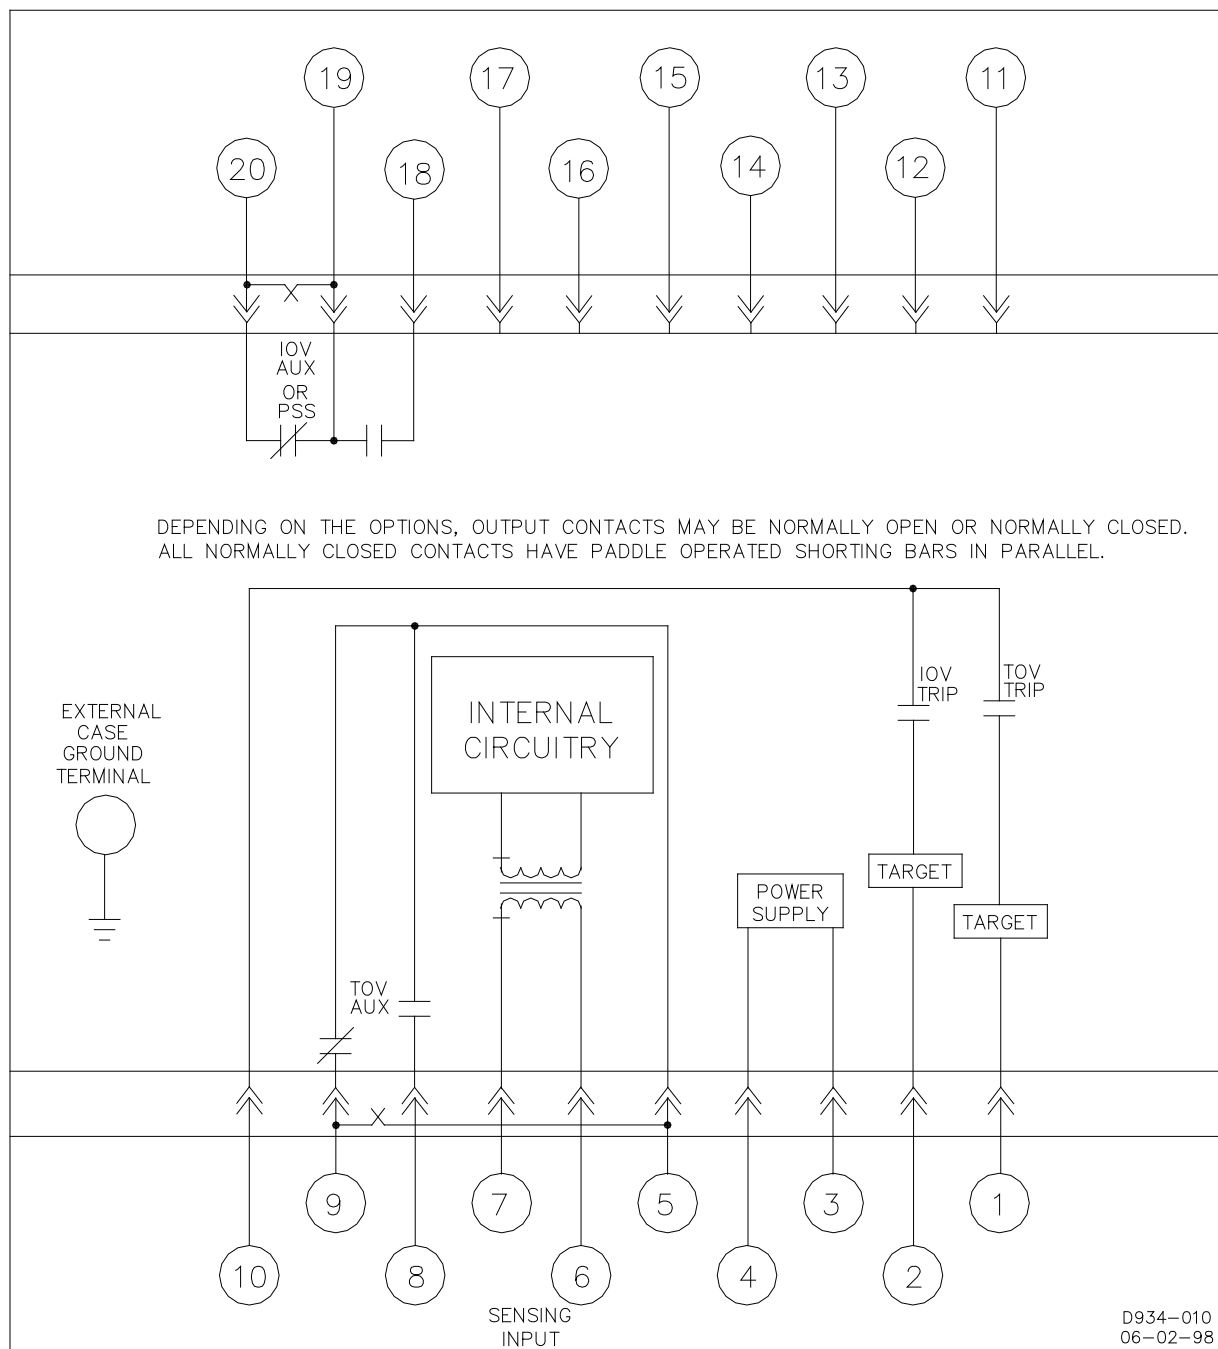 19
17
15
13
11
20
18
16
14
12
IOV
AUX
OR
PSS
DEPENDING ON THE OPTIONS, OUTPUT CONTACTS MAY BE NORMALLY OPEN OR NORMALLY CLOSED.
ALL NORMALLY CLOSED CONTACTS HAVE PADDLE OPERATED SHORTING BARS IN PARALLEL.
EXTERNAL
CASE
GROUND
TERMINAL
INTERNAL
CIRCUITRY
IOV
TRIP
TOV
TRIP
TARGET
TARGET
POWER
SUPPLY
TOV
AUX
9
7
5
3
1
10
8
6
4
2
SENSING
INPUT
D934-010
06-02-98